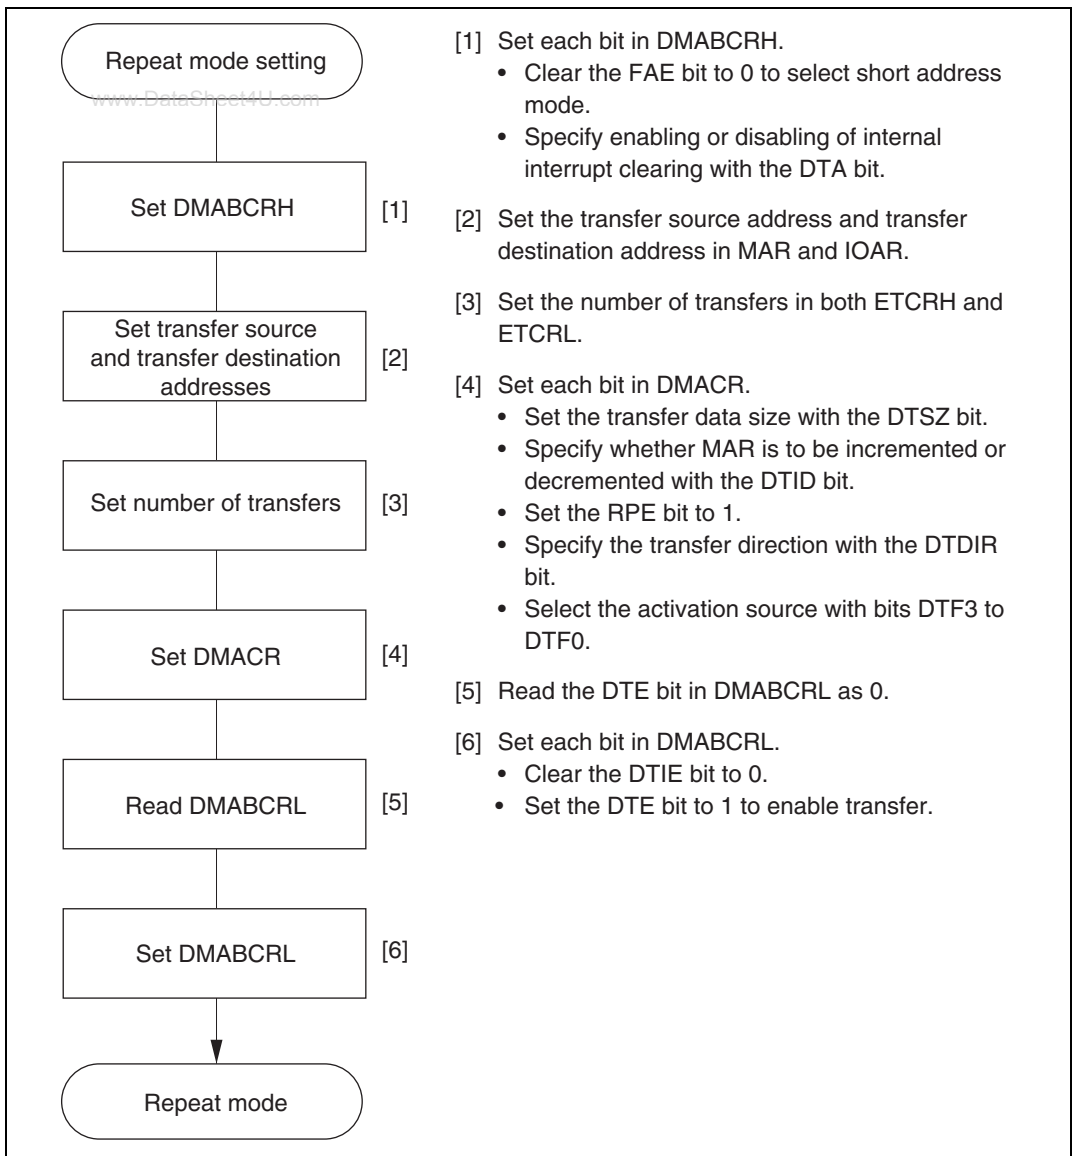 Repeat mode setting
www.DataSheet4U.com
Set DMABCRH
[1]
Set transfer source
and transfer destination
addresses
[2]
Set number of transfers
[3]
Set DMACR
[4]
Read DMABCRL
[5]
Set DMABCRL
[6]
Repeat mode
[1] Set each bit in DMABCRH.
• Clear the FAE bit to 0 to select short address
mode.
• Specify enabling or disabling of internal
interrupt clearing with the DTA bit.
[2] Set the transfer source address and transfer
destination address in MAR and IOAR.
[3] Set the number of transfers in both ETCRH and
ETCRL.
[4] Set each bit in DMACR.
• Set the transfer data size with the DTSZ bit.
• Specify whether MAR is to be incremented or
decremented with the DTID bit.
• Set the RPE bit to 1.
• Specify the transfer direction with the DTDIR
bit.
• Select the activation source with bits DTF3 to
DTF0.
[5] Read the DTE bit in DMABCRL as 0.
[6] Set each bit in DMABCRL.
• Clear the DTIE bit to 0.
• Set the DTE bit to 1 to enable transfer.